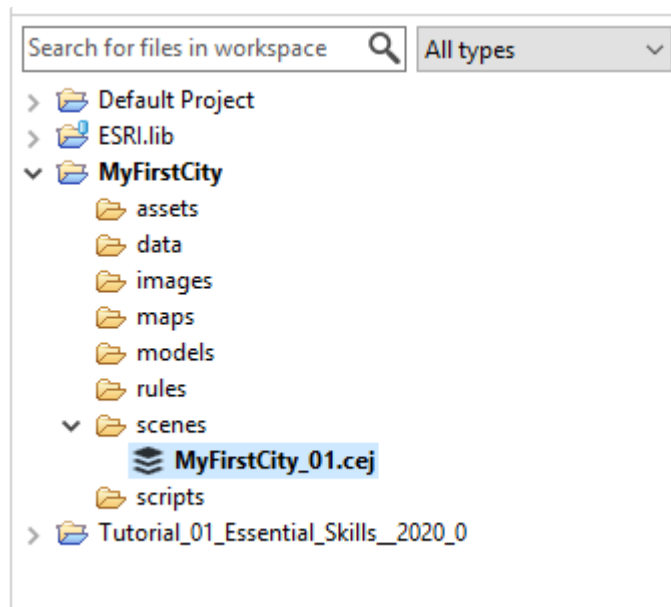 Search for files in workspace All types
Default Project
ESRI.lib
MyFirstCity
assets
data
images
maps
models
rules
scenes
MyFirstCity_01.cej
scripts
Tutorial_01_Essential_Skills__2020_0